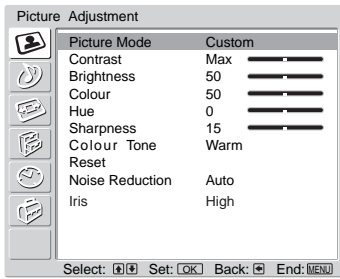 Picture Adjustment
Picture Mode Custom
Contrast Max
Brightness 50
Colour 50
Hue 0
Sharpness 15
Colour Tone Warm
Reset
Noise Reduction Auto
Iris High
Select: Set: OK Back: End: MENU